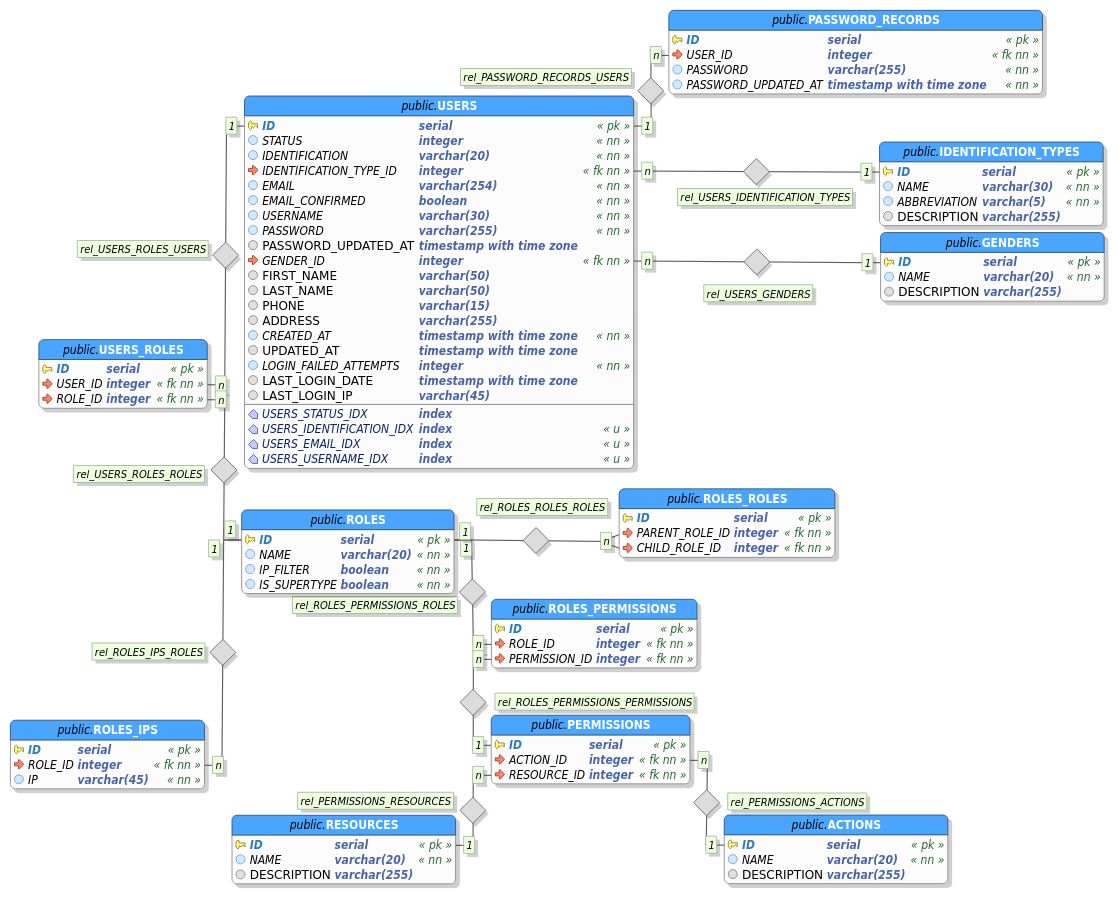 public.PASSWORD_RECORDS
ID serial « pk »
USER_ID integer « fk nn »
PASSWORD varchar(255) « nn »
PASSWORD_UPDATED_AT timestamp with time zone « nn »
n
rel_PASSWORD_RECORDS_USERS
1
public.USERS
ID serial « pk »
STATUS integer « nn »
IDENTIFICATION varchar(20) « nn »
IDENTIFICATION_TYPE_ID integer « fk nn »
EMAIL varchar(254) « nn »
EMAIL_CONFIRMED boolean « nn »
USERNAME varchar(30) « nn »
PASSWORD varchar(255) « nn »
PASSWORD_UPDATED_AT timestamp with time zone
GENDER_ID integer « fk nn »
FIRST_NAME varchar(50)
LAST_NAME varchar(50)
PHONE varchar(15)
ADDRESS varchar(255)
CREATED_AT timestamp with time zone « nn »
UPDATED_AT timestamp with time zone
LOGIN_FAILED_ATTEMPTS integer « nn »
LAST_LOGIN_DATE timestamp with time zone
LAST_LOGIN_IP varchar(45)
USERS_STATUS_IDX index
USERS_IDENTIFICATION_IDX index « u »
USERS_EMAIL_IDX index « u »
USERS_USERNAME_IDX index « u »
1
n
1
rel_USERS_IDENTIFICATION_TYPES
public.IDENTIFICATION_TYPES
ID serial « pk »
NAME varchar(30) « nn »
ABBREVIATION varchar(5) « nn »
DESCRIPTION varchar(255)
n
1
rel_USERS_GENDERS
public.GENDERS
ID serial « pk »
NAME varchar(20) « nn »
DESCRIPTION varchar(255)
rel_USERS_ROLES_USERS
public.USERS_ROLES
ID serial « pk »
USER_ID integer « fk nn »
ROLE_ID integer « fk nn »
n
n
rel_USERS_ROLES_ROLES
1
1
public.ROLES
ID serial « pk »
NAME varchar(20) « nn »
IP_FILTER boolean « nn »
IS_SUPERTYPE boolean « nn »
1
1
rel_ROLES_ROLES_ROLES
n
public.ROLES_ROLES
ID serial « pk »
PARENT_ROLE_ID integer « fk nn »
CHILD_ROLE_ID integer « fk nn »
rel_ROLES_PERMISSIONS_ROLES
public.ROLES_PERMISSIONS
ID serial « pk »
ROLE_ID integer « fk nn »
PERMISSION_ID integer « fk nn »
n
n
rel_ROLES_IPS_ROLES
rel_ROLES_PERMISSIONS_PERMISSIONS
public.ROLES_IPS
ID serial « pk »
ROLE_ID integer « fk nn »
IP varchar(45) « nn »
n
public.PERMISSIONS
ID serial « pk »
ACTION_ID integer « fk nn »
RESOURCE_ID integer « fk nn »
1
n
n
rel_PERMISSIONS_RESOURCES
rel_PERMISSIONS_ACTIONS
public.RESOURCES
ID serial « pk »
NAME varchar(20) « nn »
DESCRIPTION varchar(255)
1
1
public.ACTIONS
ID serial « pk »
NAME varchar(20) « nn »
DESCRIPTION varchar(255)